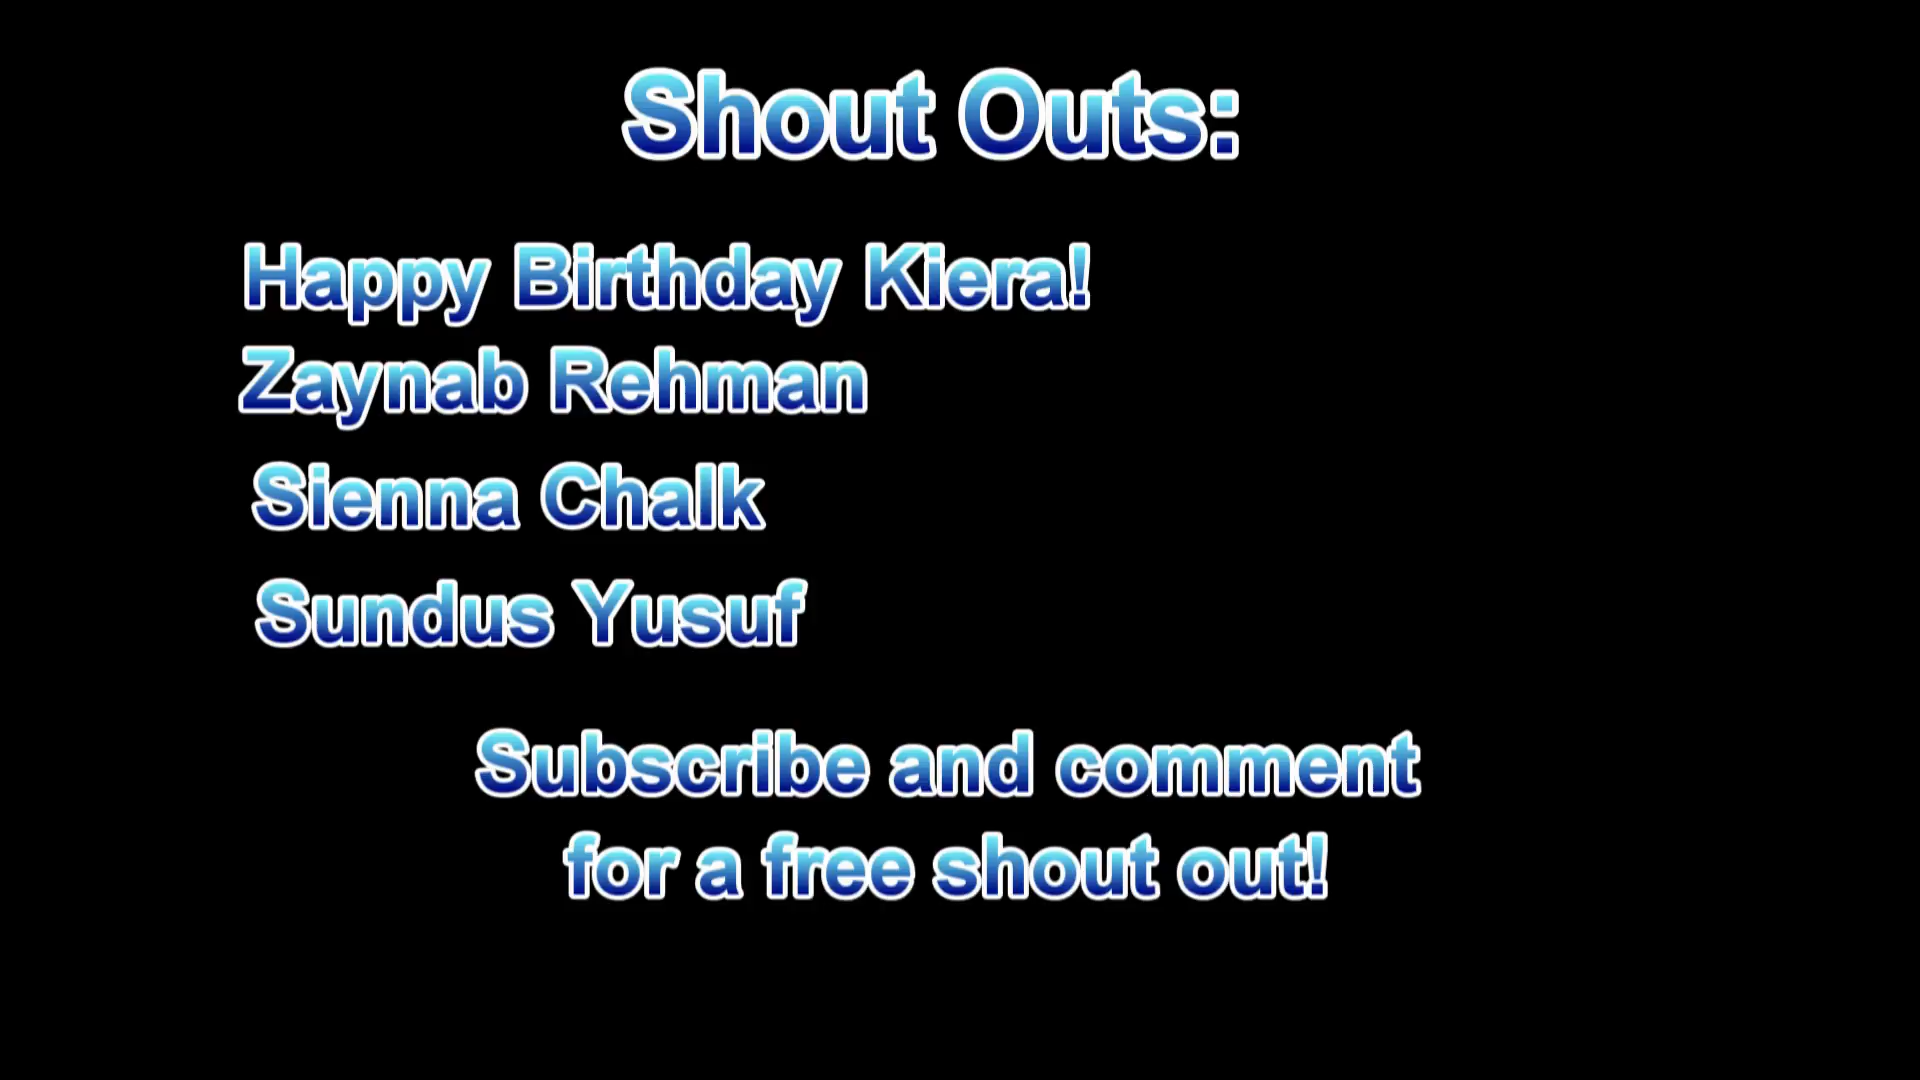 Shout Outs:
Happy Birthday Kiera!
Zaynab Rehman
Sienna Chalk
Sundus Yusuf
Subscribe and comment
for a free shout out!